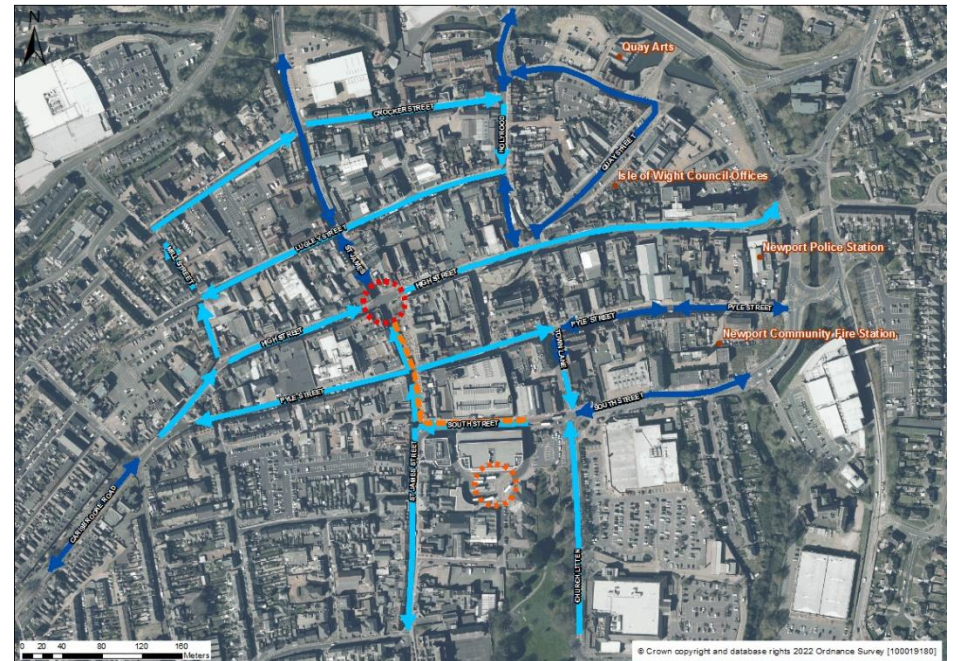 N
Quay Arts
CROCKER STREET
HOLYROOD
QUAY STREET
Isle of Wight Council Offices
MILL STREET
LUGLEY STREET
ST JAMES
HIGH STREET
Newport Police Station
HIGH STREET
PYLE STREET
PYLE STREET
TOWN LANE
Newport Community Fire Station
PYLE STREET
SOUTH STREET
SOUTH STREET
ST JAMES STREET
CARISBROOKE ROAD
CHURCH LITTEN
0 20 40 80 120 160
Meters
© Crown copyright and database rights 2022 Ordnance Survey [100019180]